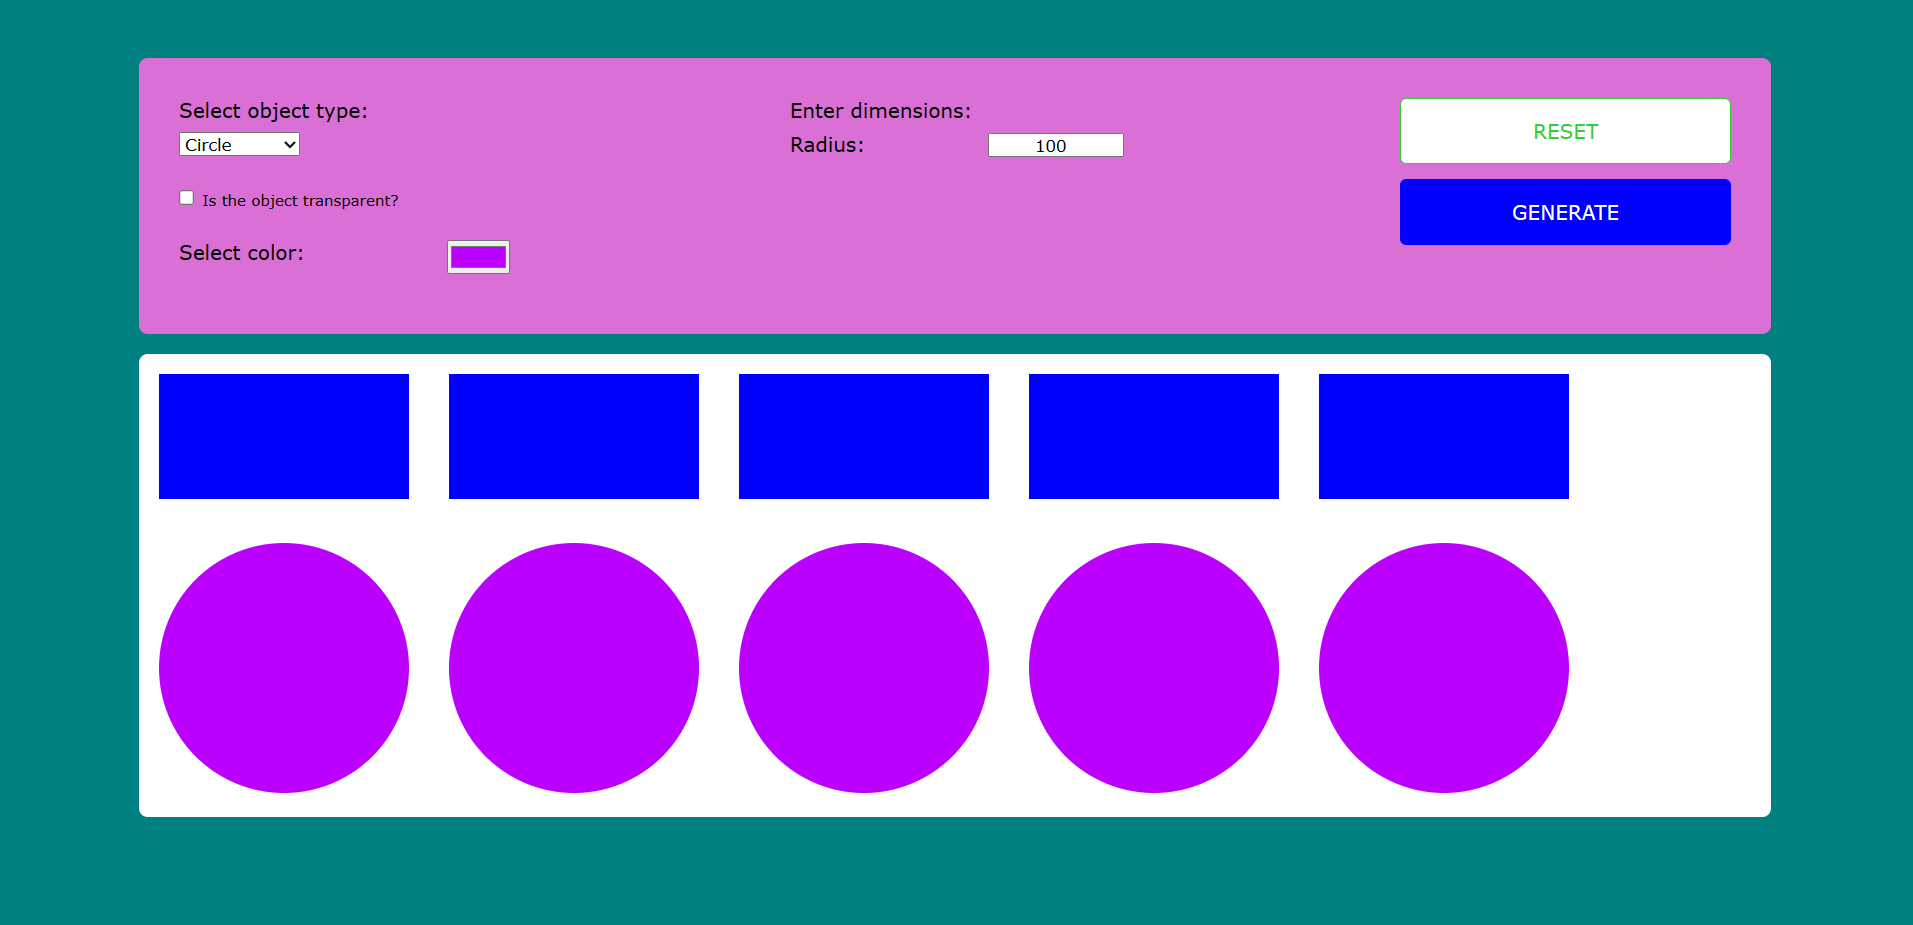 Select object type:
Circle
Is the object transparent?
Select color:
Enter dimensions:
Radius: 100
RESET
GENERATE